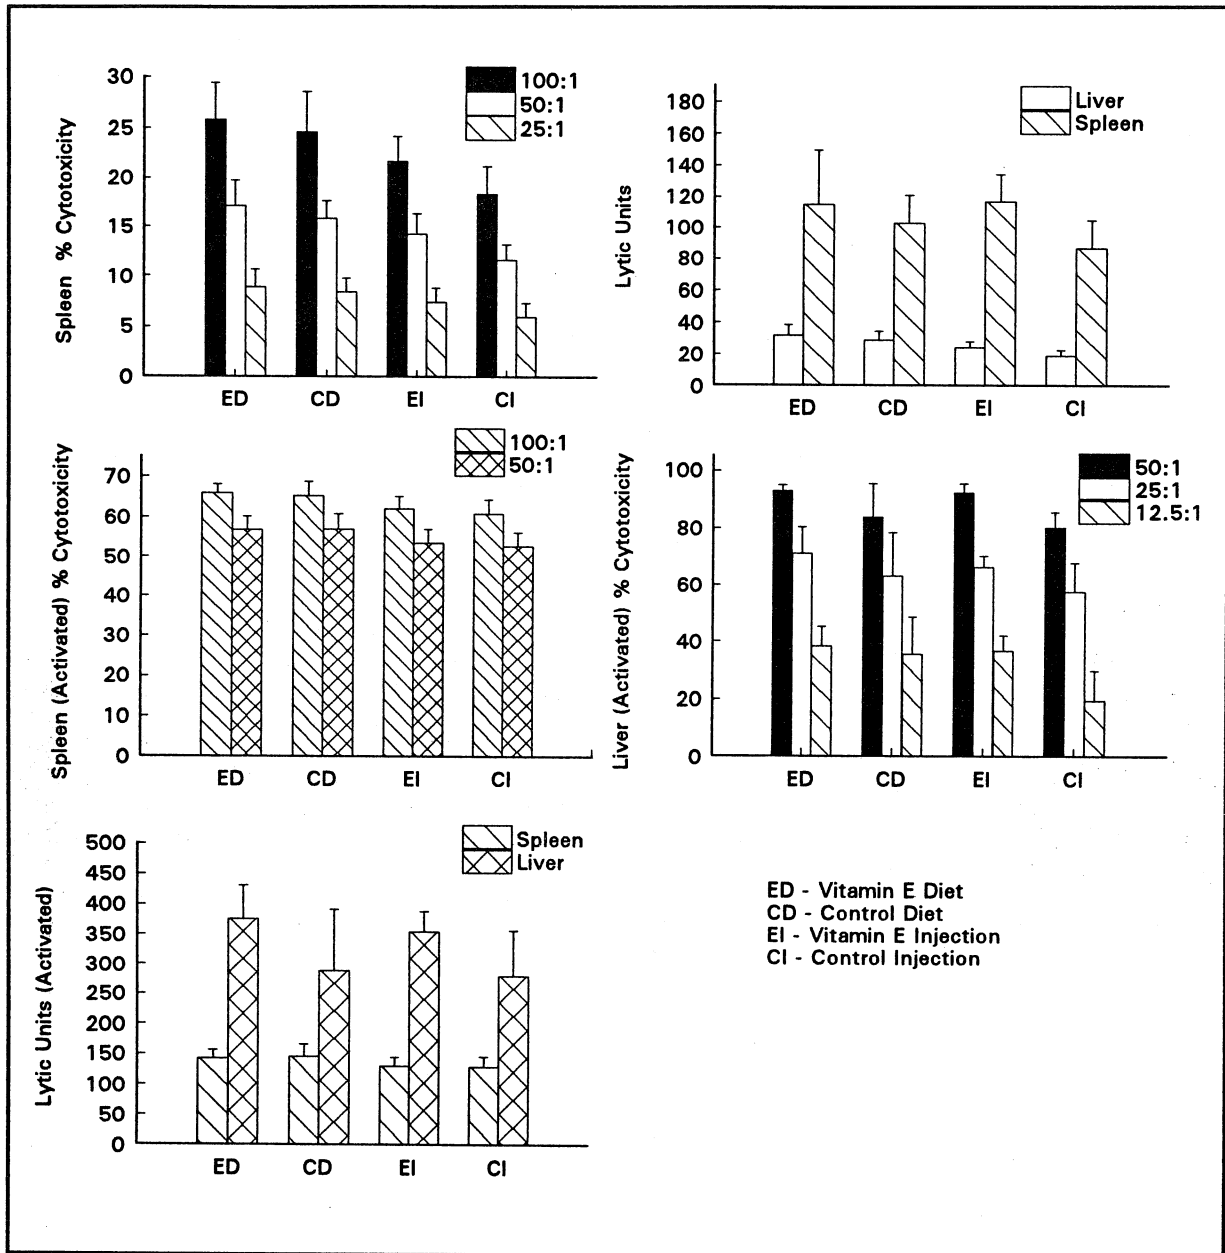 Spleen % Cytotoxicity
30
25
20
15
10
5
0
100:1
50:1
25:1
ED CD EI CI
Lytic Units
180
160
140
120
100
80
60
40
20
0
Liver
Spleen
ED CD EI CI
Spleen (Activated) % Cytotoxicity
70
60
50
40
30
20
10
0
100:1
50:1
ED CD EI CI
Liver (Activated) % Cytotoxicity
100
80
60
40
20
0
50:1
25:1
12.5:1
ED CD EI CI
Lytic Units (Activated)
500
450
400
350
300
250
200
150
100
50
0
Spleen
Liver
ED CD EI CI
ED - Vitamin E Diet
CD - Control Diet
EI - Vitamin E Injection
CI - Control Injection